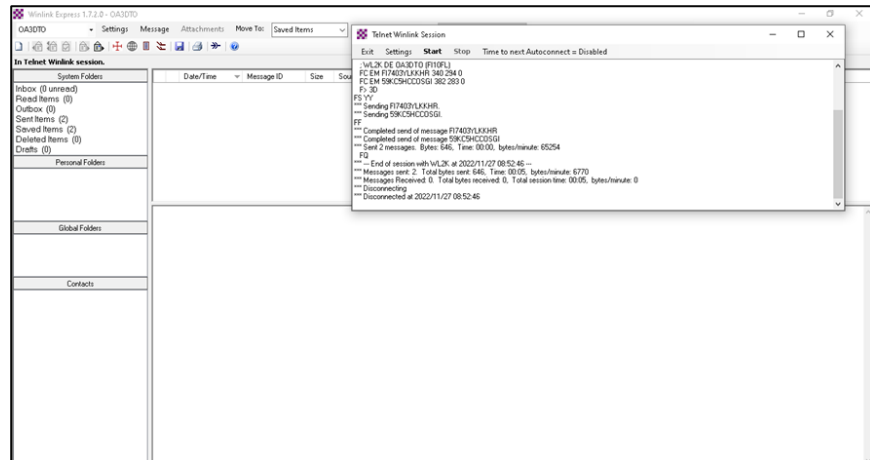 Winlink Express 1.7.2.0 - OA3DTO
OA3DTO Settings Message Attachments Move To: Saved Items
In Telnet Winlink session.
System Folders
Inbox (0 unread)
Read Items (0)
Outbox (0)
Sent Items (2)
Saved Items (2)
Deleted Items (0)
Drafts (0)
Personal Folders
Global Folders
Contacts
Date/Time Message ID Size
Telnet Winlink Session
Exit Settings Start Stop Time to next Autoconnect = Disabled
; WL2K DE OA3DTO (FI10FL)
FC EM FI7403YLKKHR 340 294 0
FC EM 59KC5HCCOSGI 382 283 0
F> 3D
FS YY
*** Sending FI7403YLKKHR.
*** Sending 59KC5HCCOSGI.
FF
*** Completed send of message FI7403YLKKHR
*** Completed send of message 59KC5HCCOSGI
*** Sent 2 messages. Bytes: 646, Time: 00:00, bytes/minute: 65254
FQ
*** --- End of session with WL2K at 2022/11/27 08:52:46 ---
*** Messages sent: 2. Total bytes sent: 646, Time: 00:05, bytes/minute: 6770
*** Messages Received: 0. Total bytes received: 0, Total session time: 00:05, bytes/minute: 0
*** Disconnecting
*** Disconnected at 2022/11/27 08:52:46